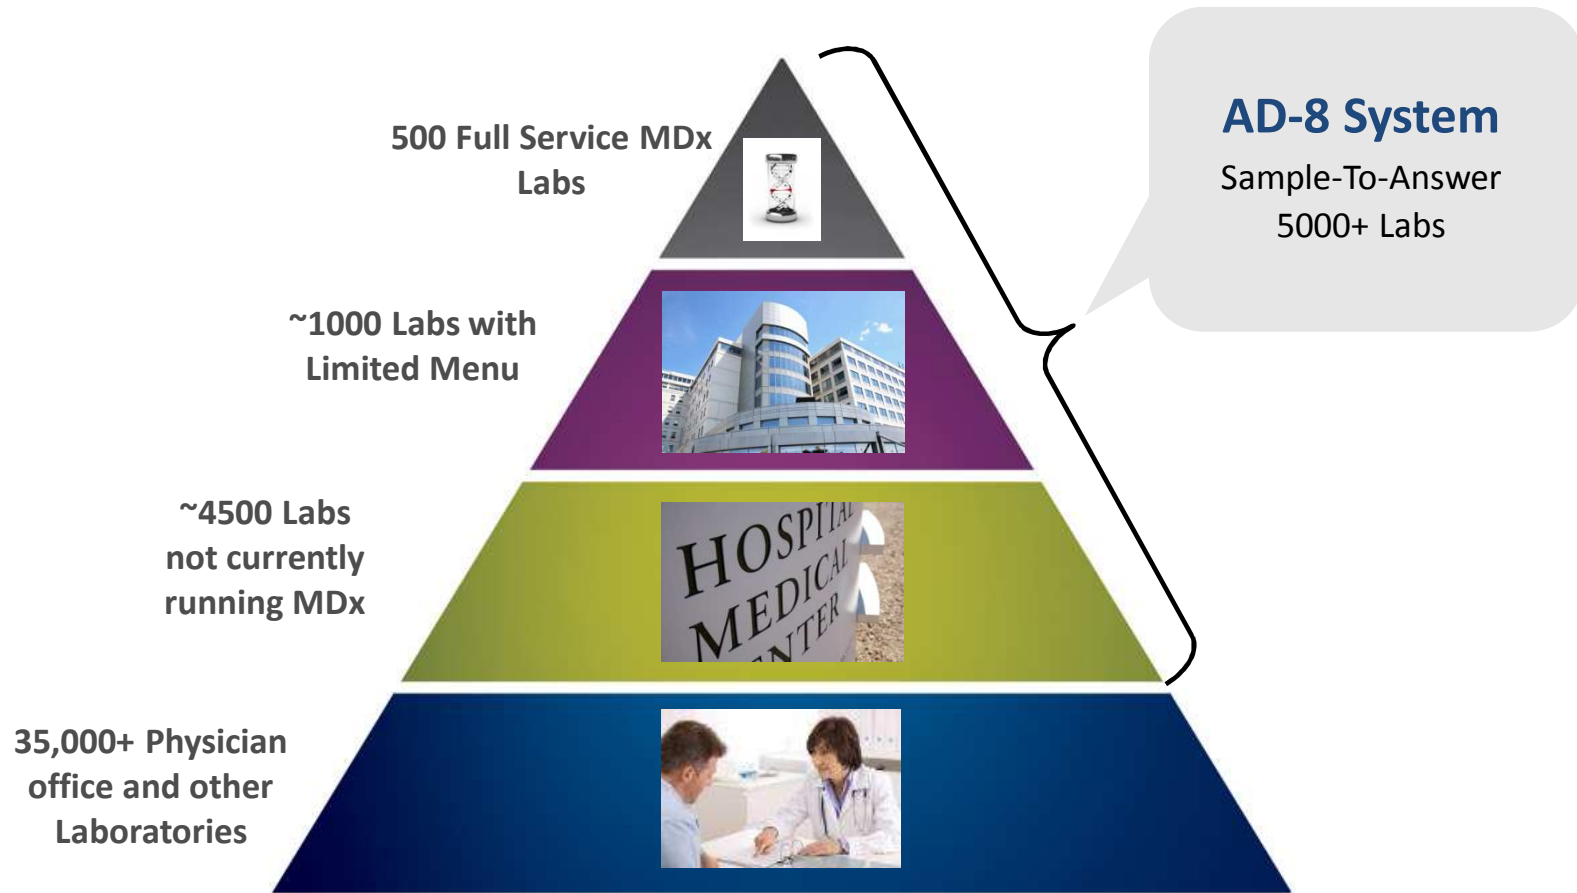 500 Full Service MDx
Labs
AD-8 System
Sample-To-Answer
5000+ Labs
~1000 Labs with
Limited Menu
~4500 Labs
not currently
running MDx
HOSPITAL
MEDICAL
35,000+ Physician
office and other
Laboratories